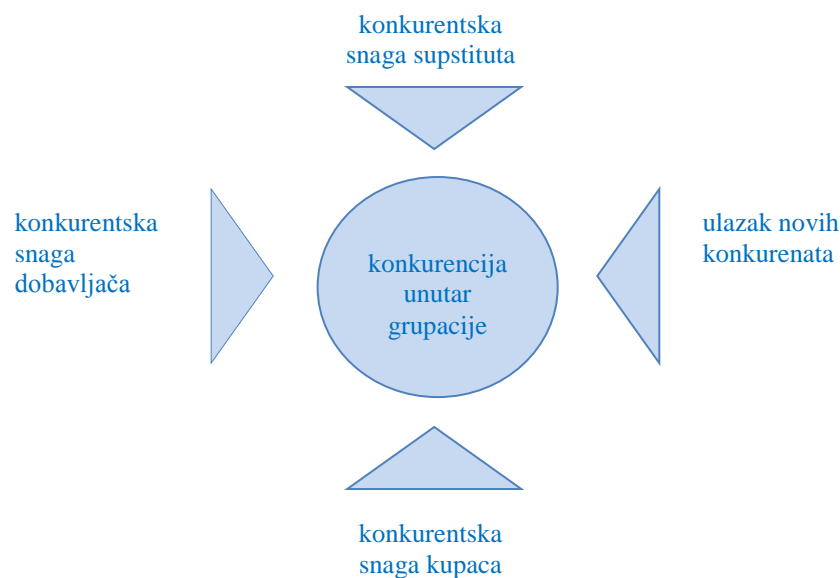 konkurentska
snaga supstituta
konkurentska
snaga
dobavljača
konkurencija
unutar
grupacije
ulazak novih
konkurenata
konkurentska
snaga kupaca